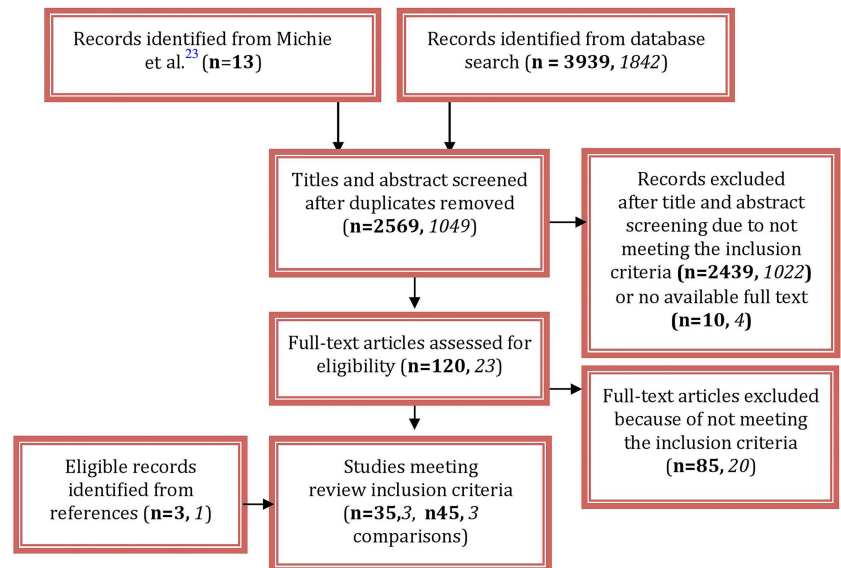 Records identified from Michie
et al.23 (n=13)
Records identified from database
search (n = 3939, 1842)
Titles and abstract screened
after duplicates removed
(n=2569, 1049)
Records excluded
after title and abstract
screening due to not
meeting the inclusion
criteria (n=2439, 1022)
or no available full text
(n=10, 4)
Full-text articles assessed for
eligibility (n=120, 23)
Full-text articles excluded
because of not meeting
the inclusion criteria
(n=85, 20)
Eligible records
identified from
references (n=3, 1)
Studies meeting
review inclusion criteria
(n=35,3, n45, 3
comparisons)